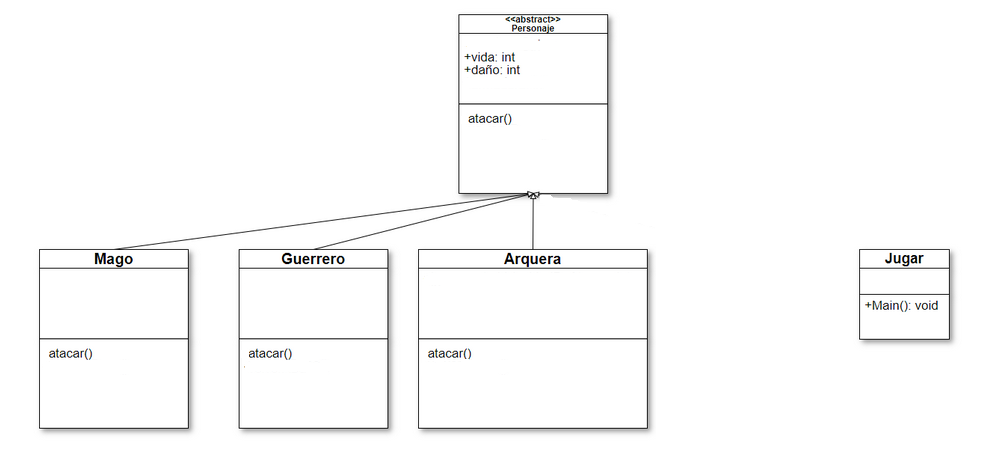 <<abstract>>
Personaje
+vida: int
+daño: int
atacar()
Mago
atacar()
Guerrero
atacar()
Arquera
atacar()
Jugar
+Main(): void